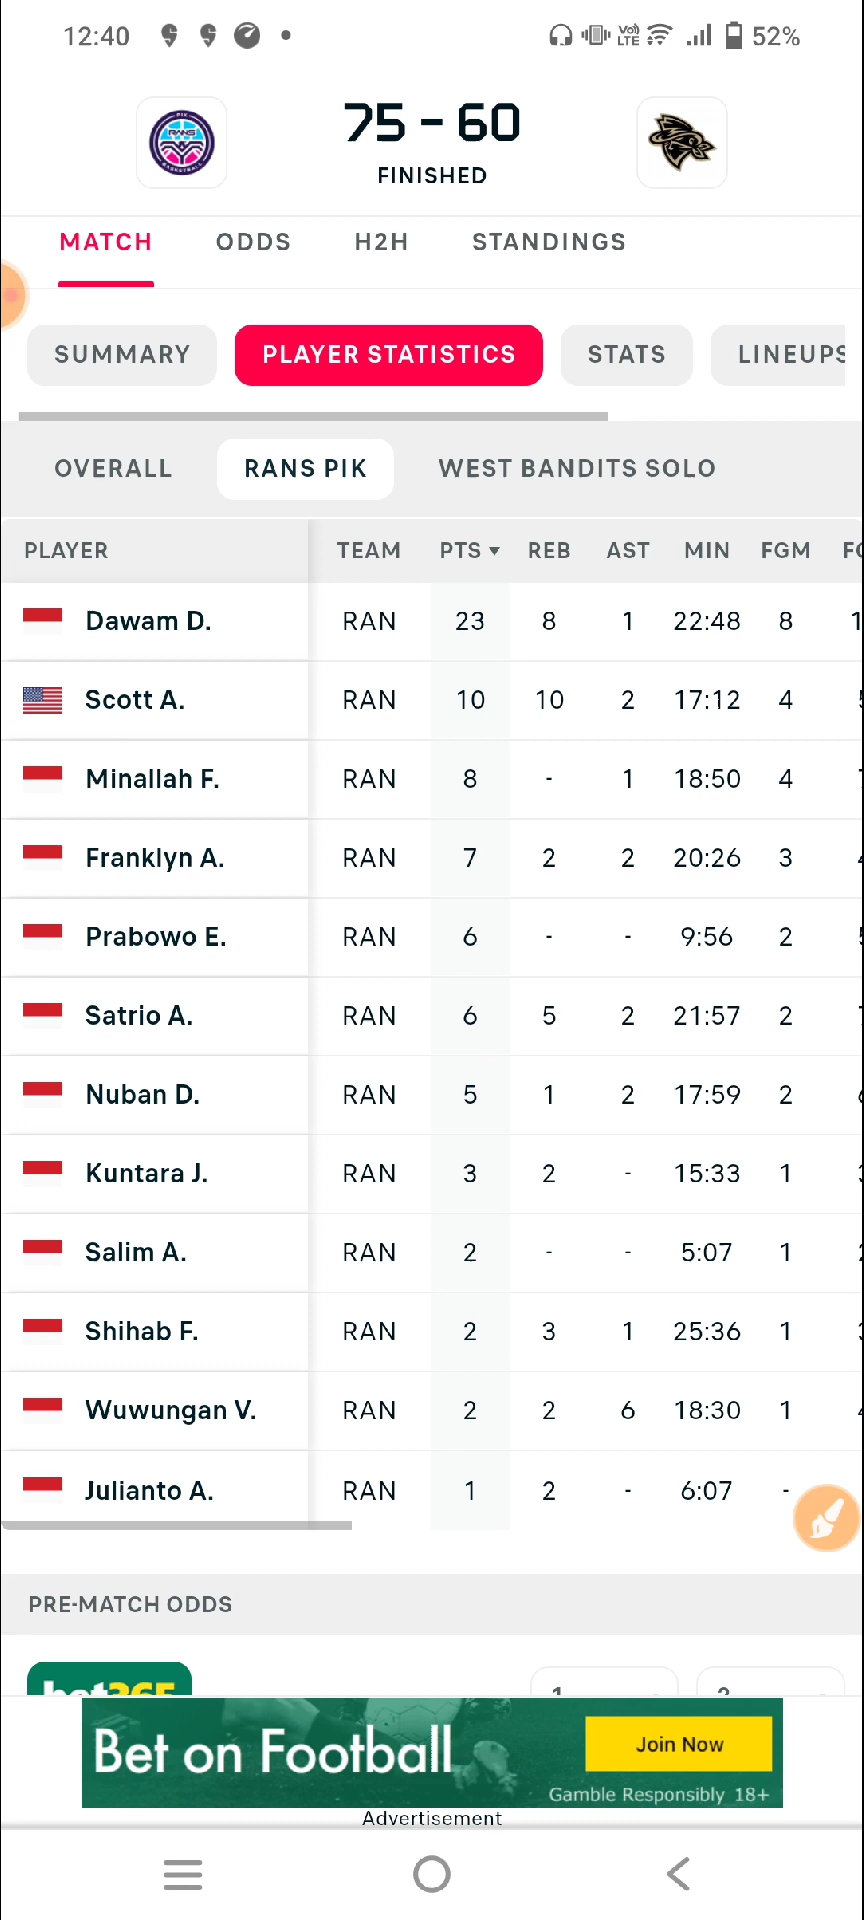 12:40 Vo) LTE 52%
75 - 60
FINISHED
MATCH ODDS H2H STANDINGS
SUMMARY PLAYER STATISTICS STATS LINEUPS
OVERALL RANS PIK WEST BANDITS SOLO
PLAYER TEAM PTS ▼ REB AST MIN FGM
Dawam D. RAN 23 8 1 22:48 8
Scott A. RAN 10 10 2 17:12 4
Minallah F. RAN 8 - 1 18:50 4
Franklyn A. RAN 7 2 2 20:26 3
Prabowo E. RAN 6 - - 9:56 2
Satrio A. RAN 6 5 2 21:57 2
Nuban D. RAN 5 1 2 17:59 2
Kuntara J. RAN 3 2 - 15:33 1
Salim A. RAN 2 - - 5:07 1
Shihab F. RAN 2 3 1 25:36 1
Wuwungan V. RAN 2 2 6 18:30 1
Julianto A. RAN 1 2 - 6:07 -
PRE-MATCH ODDS
bet365 1 2
Bet on Football Join Now
Gamble Responsibly 18+
Advertisement